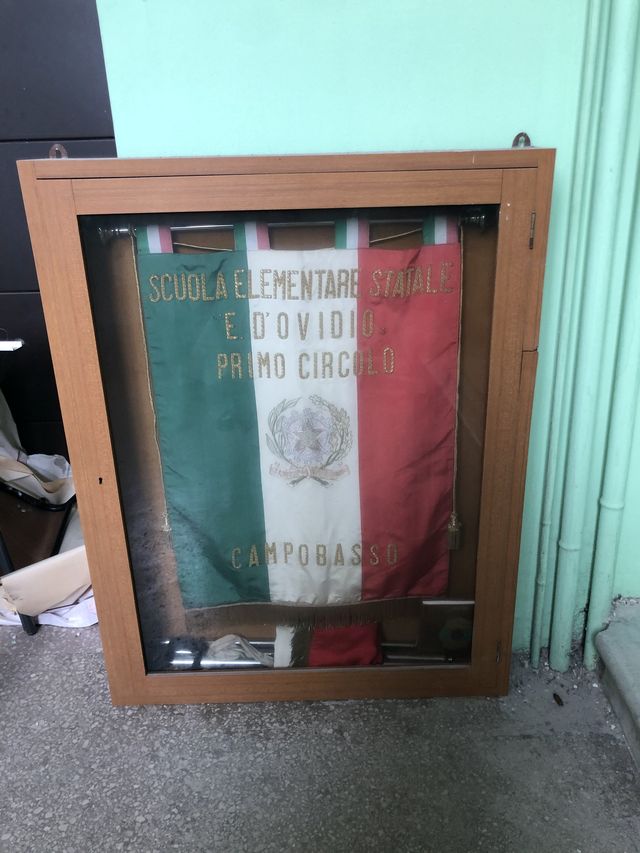 SCUOLA ELEMENTARE STATALE
E. D'OVIDIO
PRIMO CIRCOLO
CAMPOBASSO